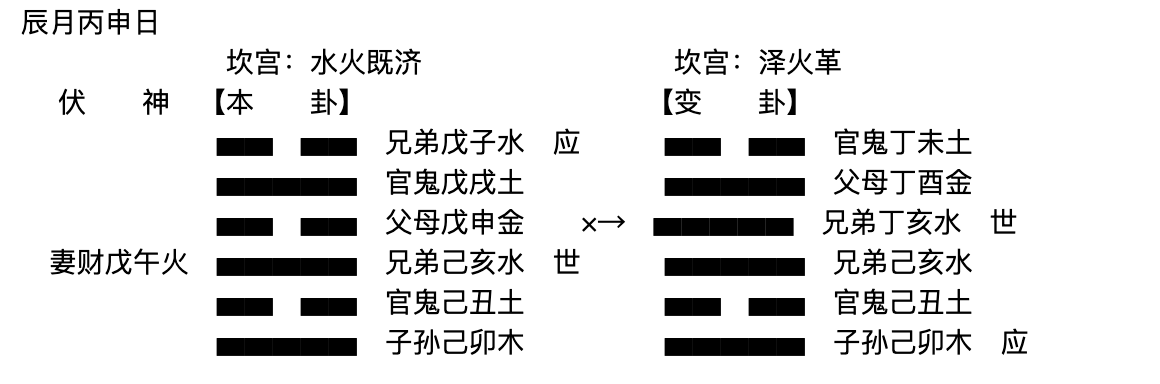 辰月丙申日
坎宫：水火既济 坎宫：泽火革
伏 神 【本 卦】 【变 卦】
兄弟戊子水 应 官鬼丁未土
官鬼戊戌土 父母丁酉金
父母戊申金 ×→ 兄弟丁亥水 世
妻财戊午火 兄弟己亥水 世 兄弟己亥水
官鬼己丑土 官鬼己丑土
子孙己卯木 子孙己卯木 应